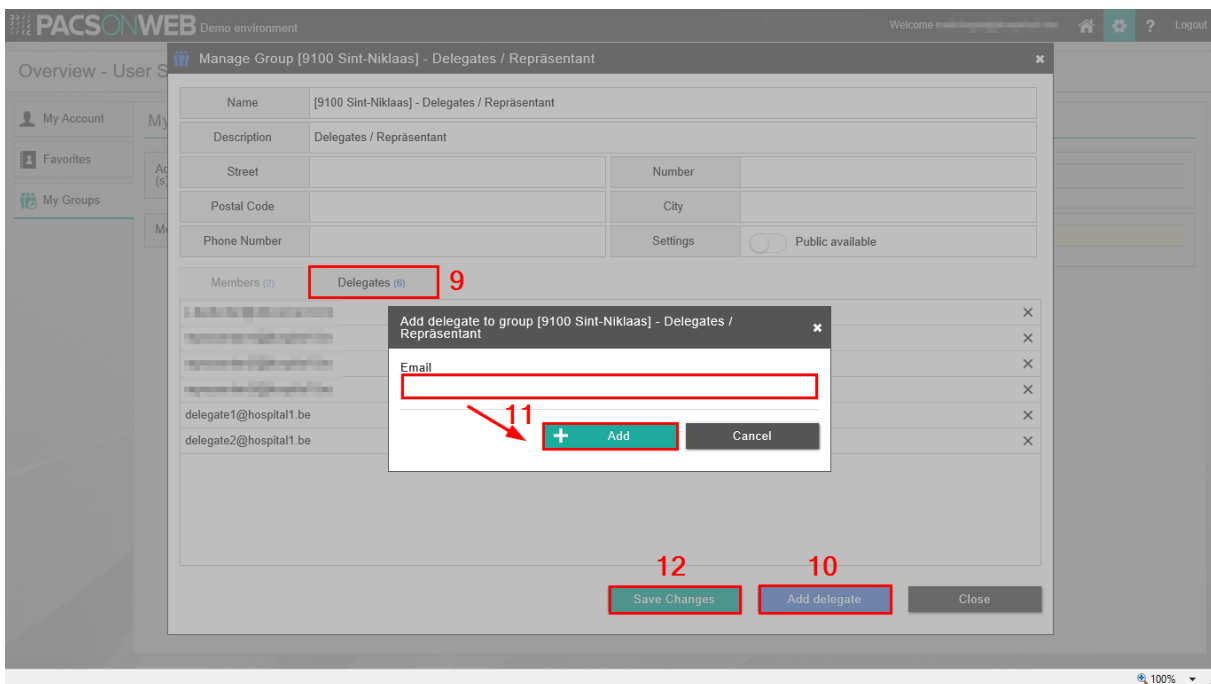 PACSONWEB Demo environment
Welcome
?
Logout
Overview - User S
Manage Group [9100 Sint-Niklaas] - Delegates / Repräsentant
My Account
Favorites
My Groups
My
Name
[9100 Sint-Niklaas] - Delegates / Repräsentant
Description
Delegates / Repräsentant
Street
Number
Postal Code
City
Phone Number
Settings
Public available
Members (2)
Delegates (6)
9
Add delegate to group [9100 Sint-Niklaas] - Delegates /
Repräsentant
Email
11
+ Add
Cancel
delegate1@hospital1.be
delegate2@hospital1.be
12
10
Save Changes
Add delegate
Close
100%